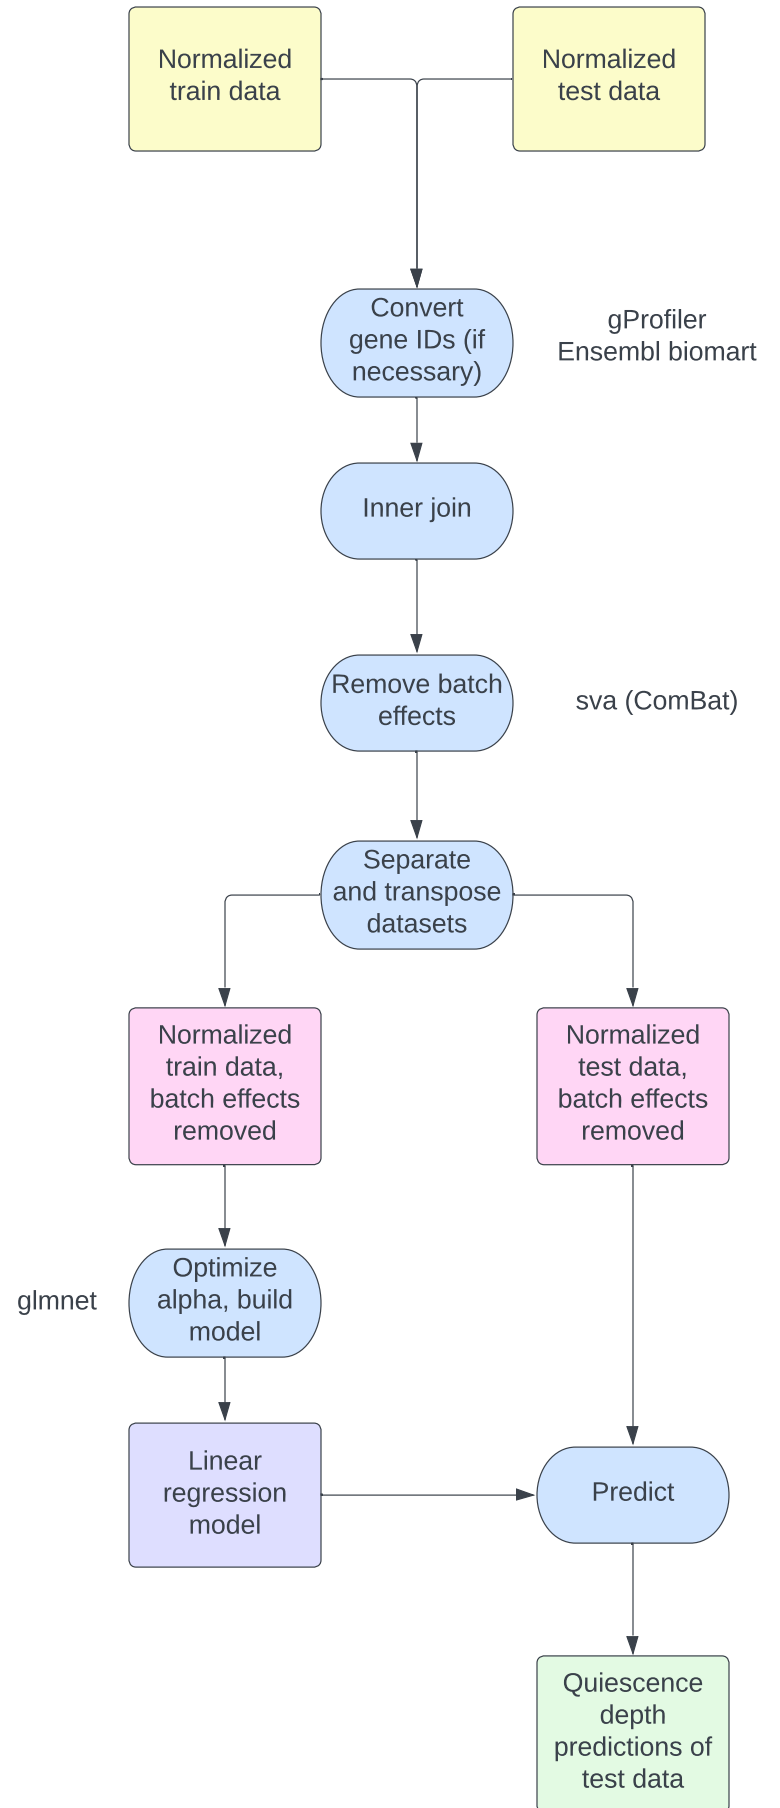 Normalized
train data
Normalized
test data
Convert
gene IDs (if
necessary)
gProfiler
Ensembl biomart
Inner join
Remove batch
effects
sva (ComBat)
Separate
and transpose
datasets
Normalized
train data,
batch effects
removed
Normalized
test data,
batch effects
removed
Optimize
alpha, build
model
glmnet
Linear
regression
model
Predict
Quiescence
depth
predictions of
test data